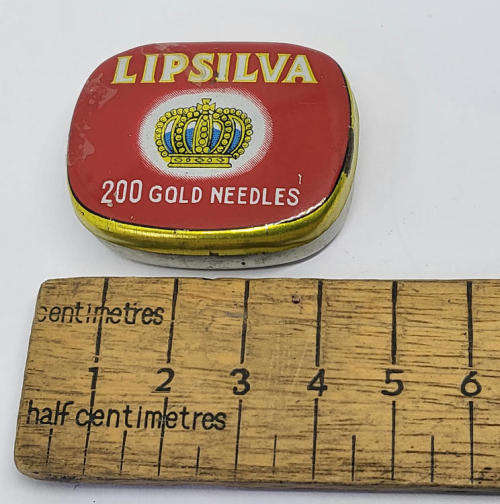 LIPSILVA
200 GOLD NEEDLES
centimetres
1 2 3 4 5 6
half centimetres